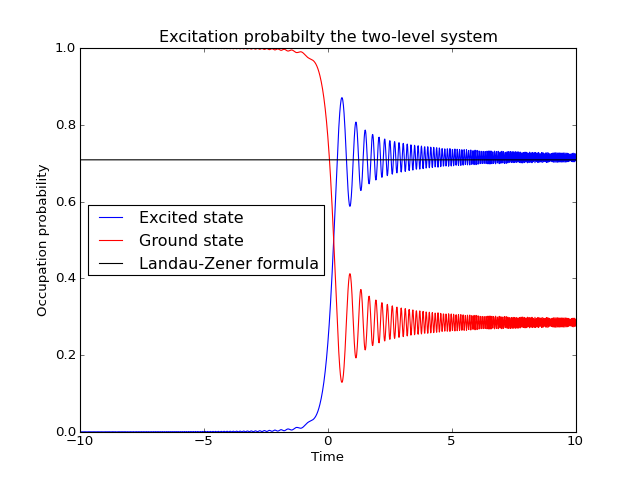 Excitation probabilty the two-level system
1.0
0.8
0.6
0.4
0.2
0.0
Occupation probability
Excited state
Ground state
Landau-Zener formula
−10
−5
0
5
10
Time